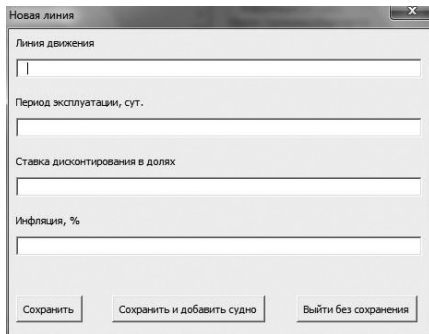 Новая линия
Линия движения
Период эксплуатации, сут.
Ставка дисконтирования в долях
Инфляция, %
Сохранить
Сохранить и добавить судно
Выйти без сохранения